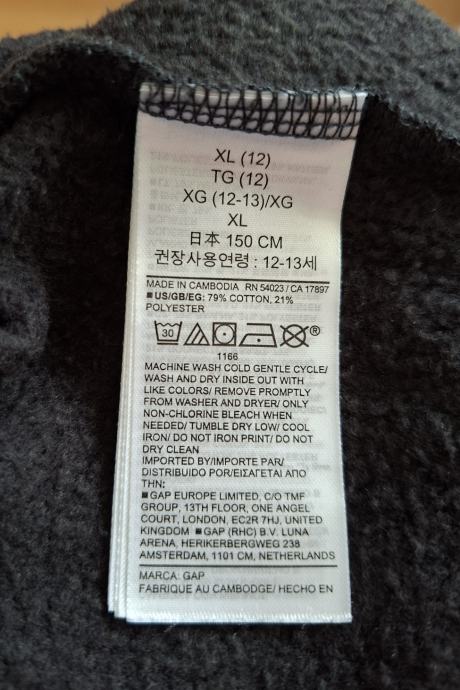 XL (12)
TG (12)
XG (12-13)/XG
XL
日本 150 CM
권장사용연령 : 12-13세
MADE IN CAMBODIA RN 54023 / CA 17897
■ US/GB/EG: 79% COTTON, 21%
POLYESTER
30
®
1166
MACHINE WASH COLD GENTLE CYCLE/
WASH AND DRY INSIDE OUT WITH
LIKE COLORS/ REMOVE PROMPTLY
FROM WASHER AND DRYER/ ONLY
NON-CHLORINE BLEACH WHEN
NEEDED/ TUMBLE DRY LOW/ COOL
IRON/ DO NOT IRON PRINT/ DO NOT
DRY CLEAN
IMPORTED BY/IMPORTE PAR/
DISTRIBUIDO POR/ΕΙΣΑΓΕΤΑΙ ΑΠΟ
ΤΗΝ:
■ GAP EUROPE LIMITED, C/O TMF
GROUP, 13TH FLOOR, ONE ANGEL
COURT, LONDON, EC2R 7HJ, UNITED
KINGDOM ■ GAP (RHC) B.V. LUNA
ARENA, HERIKERBERGWEG 238
AMSTERDAM, 1101 CM, NETHERLANDS
MARCA: GAP
FABRIQUE AU CAMBODGE/ HECHO EN